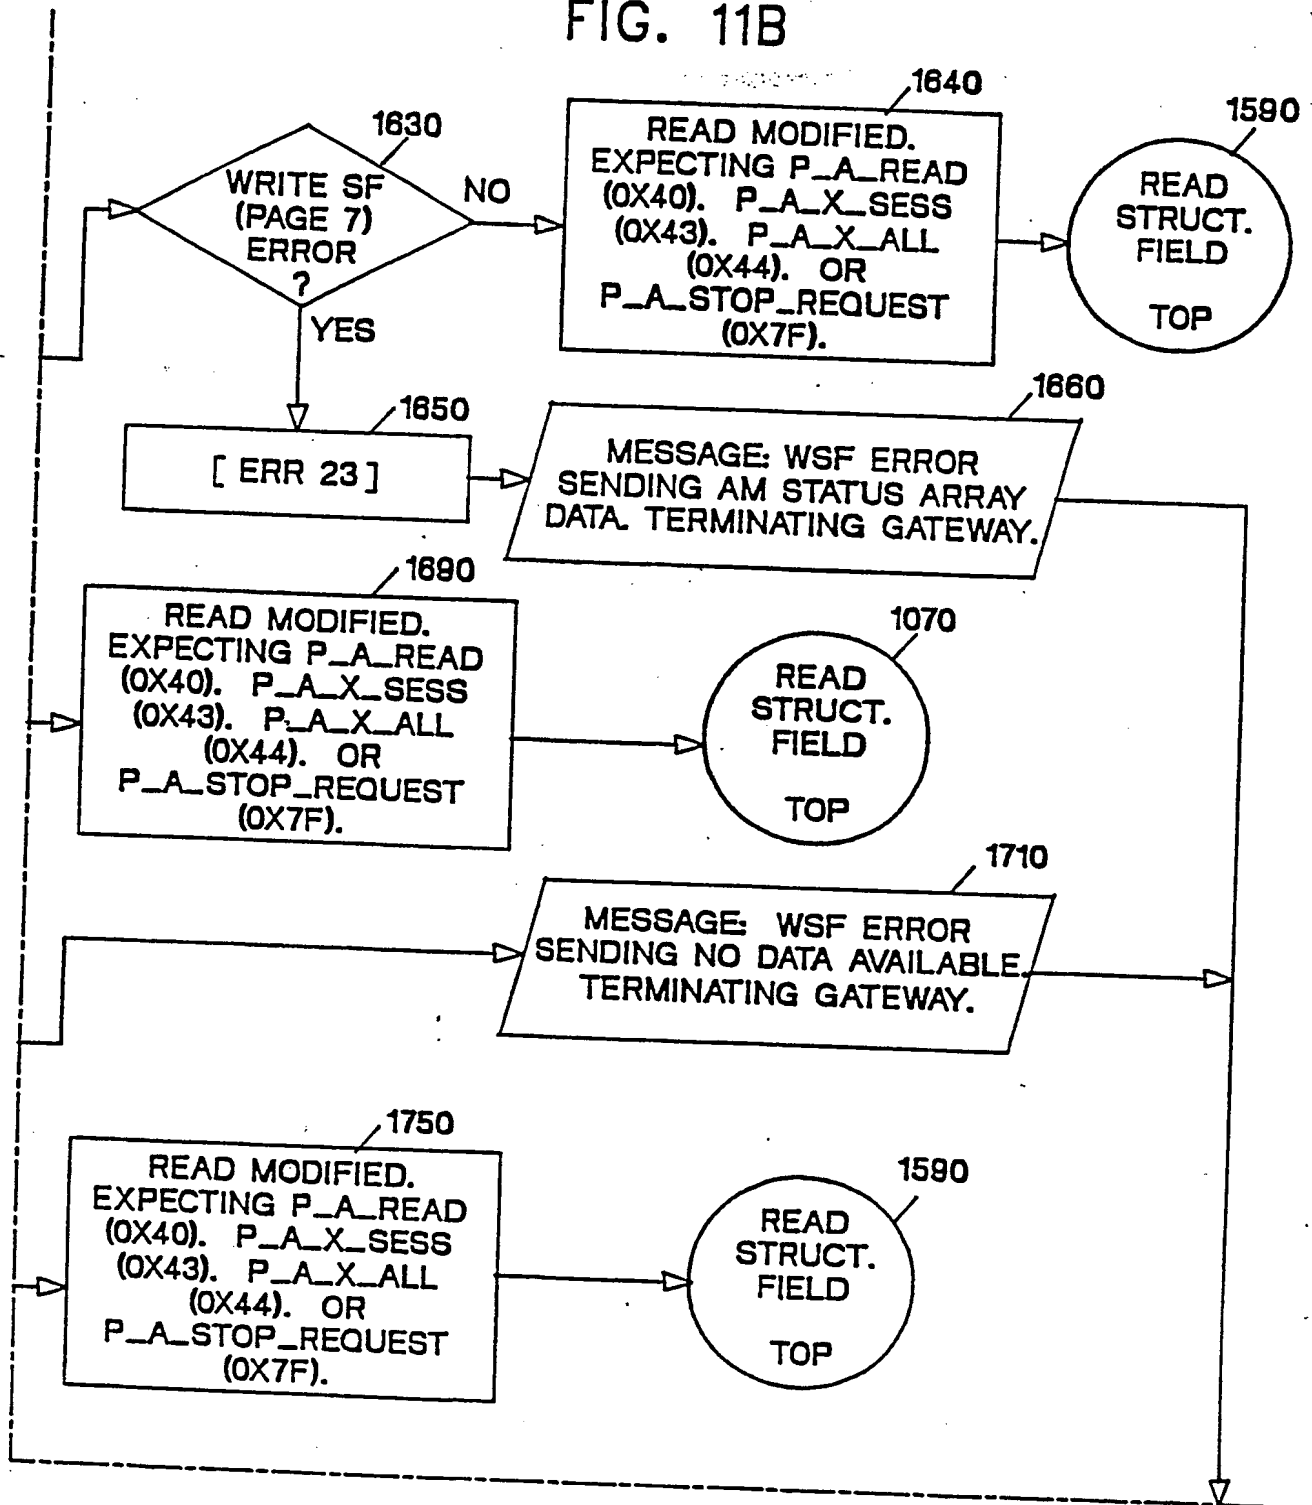 FIG. 11B
1630
WRITE SF
(PAGE 7)
ERROR
?
NO
YES
1640
READ MODIFIED.
EXPECTING P_A_READ
(0X40). P_A_X_SESS
(0X43). P_A_X_ALL
(0X44). OR
P_A_STOP_REQUEST
(0X7F).
1590
READ
STRUCT.
FIELD
TOP
1650
[ ERR 23 ]
1660
MESSAGE: WSF ERROR
SENDING AM STATUS ARRAY
DATA. TERMINATING GATEWAY.
1690
READ MODIFIED.
EXPECTING P_A_READ
(0X40). P_A_X_SESS
(0X43). P_A_X_ALL
(0X44). OR
P_A_STOP_REQUEST
(0X7F).
1070
READ
STRUCT.
FIELD
TOP
1710
MESSAGE: WSF ERROR
SENDING NO DATA AVAILABLE.
TERMINATING GATEWAY.
1750
READ MODIFIED.
EXPECTING P_A_READ
(0X40). P_A_X_SESS
(0X43). P_A_X_ALL
(0X44). OR
P_A_STOP_REQUEST
(0X7F).
1590
READ
STRUCT.
FIELD
TOP